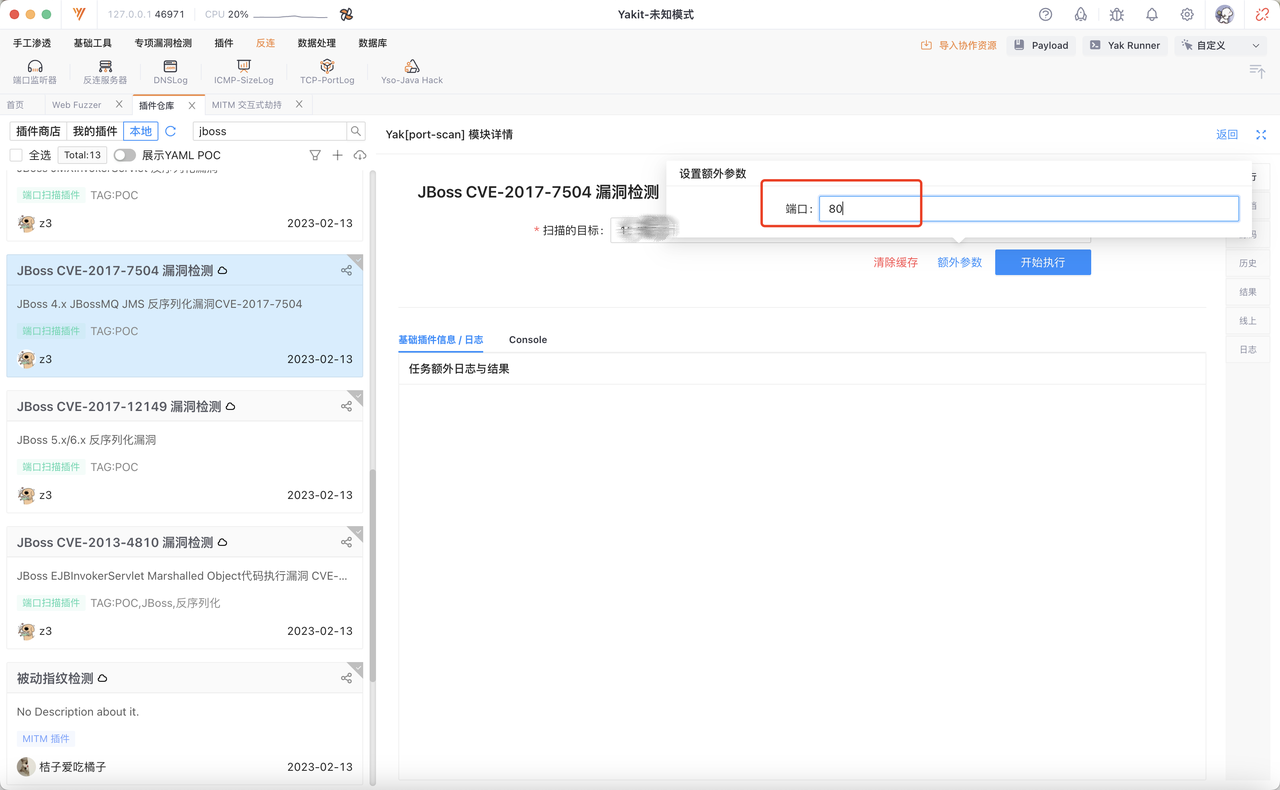 127.0.0.1 46971 CPU 20% Yakit-未知模式
手工渗透 基础工具 专项漏洞检测 插件 反连 数据处理 数据库 导入协作资源 Payload Yak Runner 自定义
端口监听器 反连服务器 DNSLog ICMP-SizeLog TCP-PortLog Yso-Java Hack
首页 Web Fuzzer 插件仓库 MITM 交互式劫持
插件商店 我的插件 本地 jboss
全选 Total:13 展示YAML POC
端口扫描插件 TAG:POC
z3 2023-02-13
JBoss CVE-2017-7504 漏洞检测
JBoss 4.x JBossMQ JMS 反序列化漏洞CVE-2017-7504
端口扫描插件 TAG:POC
z3 2023-02-13
JBoss CVE-2017-12149 漏洞检测
JBoss 5.x/6.x 反序列化漏洞
端口扫描插件 TAG:POC
z3 2023-02-13
JBoss CVE-2013-4810 漏洞检测
JBoss EJBInvokerServlet Marshalled Object代码执行漏洞 CVE-...
端口扫描插件 TAG:POC,JBoss,反序列化
z3 2023-02-13
被动指纹检测
No Description about it.
MITM 插件
桔子爱吃橘子 2023-02-13
Yak[port-scan] 模块详情 返回
设置额外参数
JBoss CVE-2017-7504 漏洞检测
端口: 80
* 扫描的目标:
清除缓存 额外参数 开始执行
基础插件信息 / 日志 Console
任务额外日志与结果
历史
结果
线上
日志